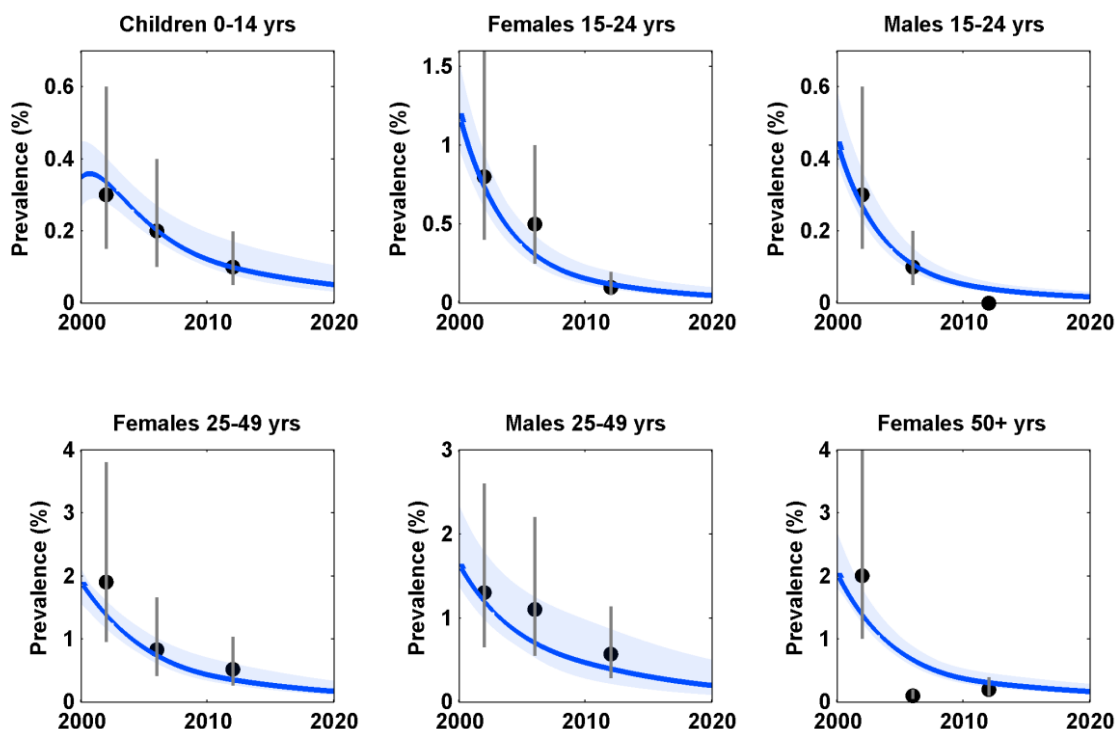 Children 0-14 yrs
Females 15-24 yrs
Males 15-24 yrs
Prevalence (%)
0.6
0.4
0.2
0
2000 2010 2020
Prevalence (%)
1.5
1
0.5
0
2000 2010 2020
Prevalence (%)
0.6
0.4
0.2
0
2000 2010 2020
Females 25-49 yrs
Males 25-49 yrs
Females 50+ yrs
Prevalence (%)
4
3
2
1
0
2000 2010 2020
Prevalence (%)
3
2
1
0
2000 2010 2020
Prevalence (%)
4
3
2
1
0
2000 2010 2020